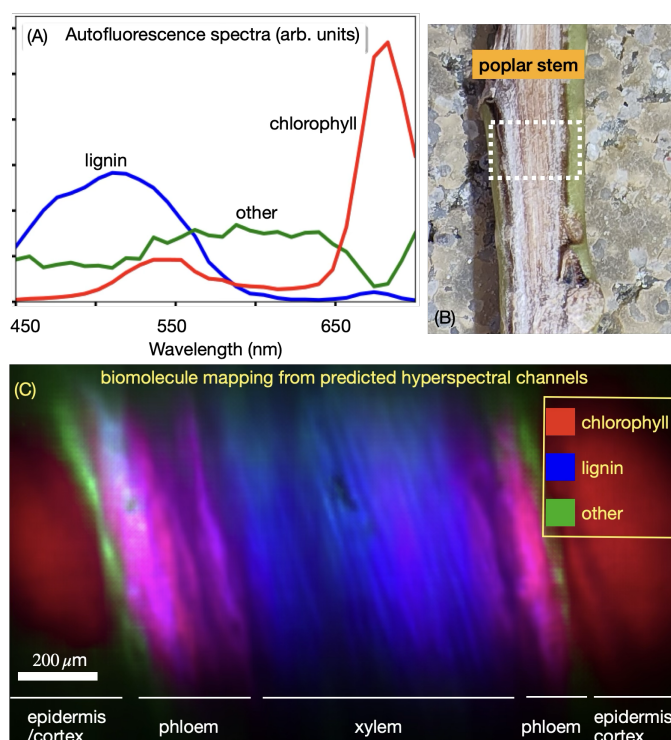 (A)
Autofluorescence spectra (arb. units)
chlorophyll
lignin
other
450
550
650
Wavelength (nm)
poplar stem
(B)
(C)
biomolecule mapping from predicted hyperspectral channels
chlorophyll
lignin
other
200 μm
epidermis
/cortex
phloem
xylem
phloem
epidermis
cortex